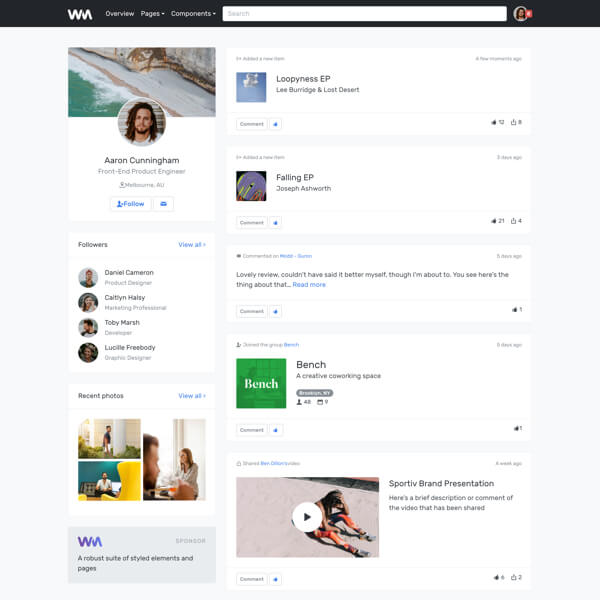 WM
Overview Pages Components Search 6
Aaron Cunningham
Front-End Product Engineer
Melbourne, AU
Follow
Followers View all >
Daniel Cameron
Product Designer
Caitlyn Halsy
Marketing Professional
Toby Marsh
Developer
Lucille Freebody
Graphic Designer
Recent photos View all >
WM SPONSOR
A robust suite of styled elements and
pages
Added a new item A few moments ago
Loopyness EP
Lee Burridge & Lost Desert
Comment 12 8
Added a new item 3 days ago
Falling EP
Joseph Ashworth
Comment 21 4
Commented on Modd - Gunro 5 days ago
Lovely review, couldn't have said it better myself, though I'm about to. You see here's the
thing about that... Read more
Comment 1
Joined the group Bench 5 days ago
Bench
Bench
A creative coworking space
Brooklyn, NY
48 9
Comment 1
Shared Ben Dillon'svideo A week ago
Sportiv Brand Presentation
Here's a brief description or comment of
the video that has been shared
Comment 6 2